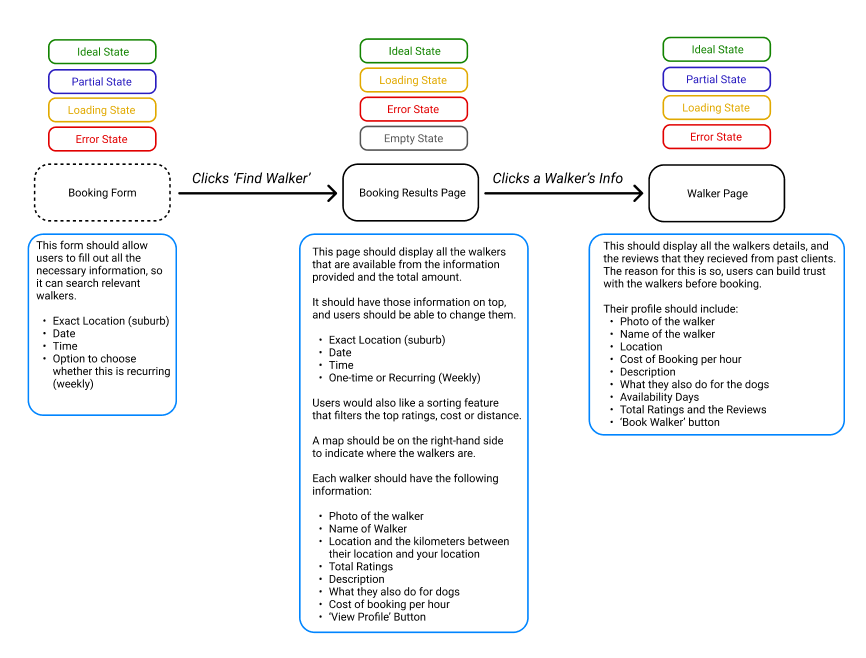 Ideal State
Partial State
Loading State
Error State
Booking Form
This form should allow
users to fill out all the
necessary information, so
it can search relevant
walkers.
• Exact Location (suburb)
• Date
• Time
• Option to choose
whether this is recurring
(weekly)
Clicks ‘Find Walker’
Ideal State
Loading State
Error State
Empty State
Booking Results Page
This page should display all the walkers
that are available from the information
provided and the total amount.
It should have those information on top,
and users should be able to change them.
• Exact Location (suburb)
• Date
• Time
• One-time or Recurring (Weekly)
Users would also like a sorting feature
that filters the top ratings, cost or distance.
A map should be on the right-hand side
to indicate where the walkers are.
Each walker should have the following
information:
• Photo of the walker
• Name of Walker
• Location and the kilometers between
their location and your location
• Total Ratings
• Description
• What they also do for dogs
• Cost of booking per hour
• ‘View Profile’ Button
Clicks a Walker’s Info
Ideal State
Partial State
Loading State
Error State
Walker Page
This should display all the walkers details, and
the reviews that they recieved from past clients.
The reason for this is so, users can build trust
with the walkers before booking.
Their profile should include:
• Photo of the walker
• Name of the walker
• Location
• Cost of Booking per hour
• Description
• What they also do for the dogs
• Availability Days
• Total Ratings and the Reviews
• ‘Book Walker’ button